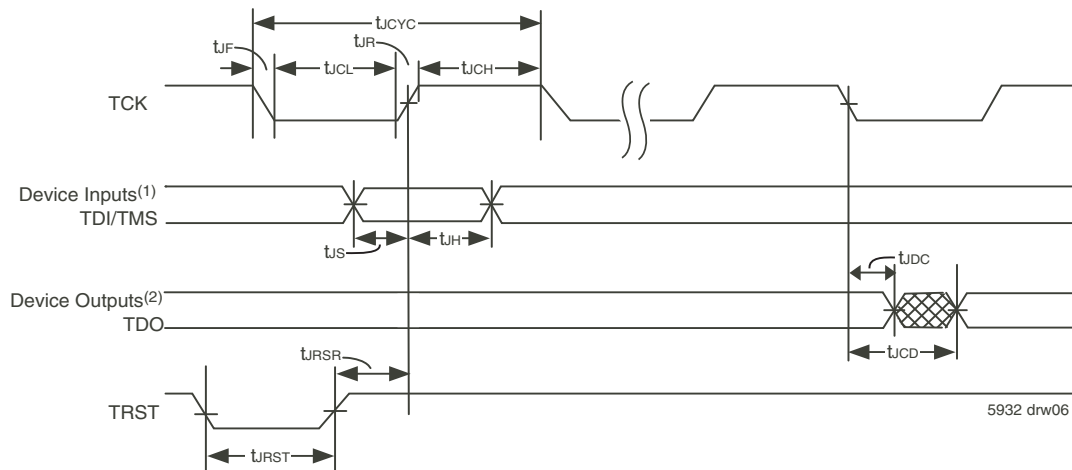 tJCYC
tJF
tJR
tJCL
tJCH
TCK
Device Inputs(1)
TDI/TMS
tJS
tJH
tJDC
Device Outputs(2)
TDO
tJCD
tJRSR
TRST
5932 drw06
tJRST